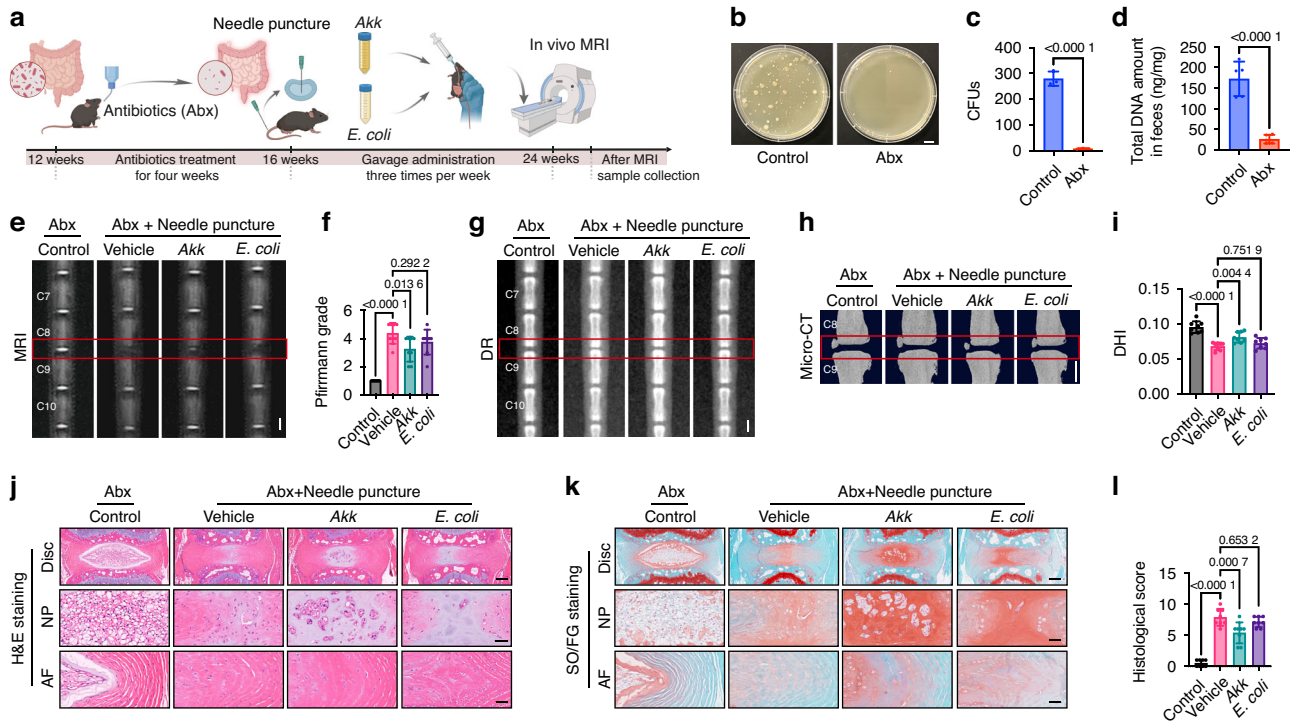 a
Needle puncture
Akk
In vivo MRI
Antibiotics (Abx)
E. coli
12 weeks
Antibiotics treatment
for four weeks
16 weeks
Gavage administration
three times per week
24 weeks
After MRI
sample collection
b
Control
Abx
c
<0.000 1
400
300
200
100
0
CFUs
Control
Abx
d
<0.000 1
250
200
150
100
50
0
Total DNA amount
in feces (ng/mg)
Control
Abx
e
Abx
Abx + Needle puncture
Control
Vehicle
Akk
E. coli
MRI
C7
C8
C9
C10
f
0.292 2
0.013 6
<0.000 1
6
4
2
0
Pfirrmann grade
Control
Vehicle
Akk
E. coli
g
Abx
Abx + Needle puncture
Control
Vehicle
Akk
E. coli
DR
C7
C8
C9
C10
h
Abx
Abx + Needle puncture
Control
Vehicle
Akk
E. coli
Micro-CT
C8
C9
i
0.751 9
0.004 4
<0.000 1
0.15
0.10
0.05
0.00
DHI
Control
Vehicle
Akk
E. coli
j
Abx
Abx+Needle puncture
Control
Vehicle
Akk
E. coli
H&E staining
Disc
NP
AF
k
Abx
Abx+Needle puncture
Control
Vehicle
Akk
E. coli
SO/FG staining
Disc
NP
AF
l
0.653 2
0.000 7
<0.000 1
15
10
5
0
Histological score
Control
Vehicle
Akk
E. coli